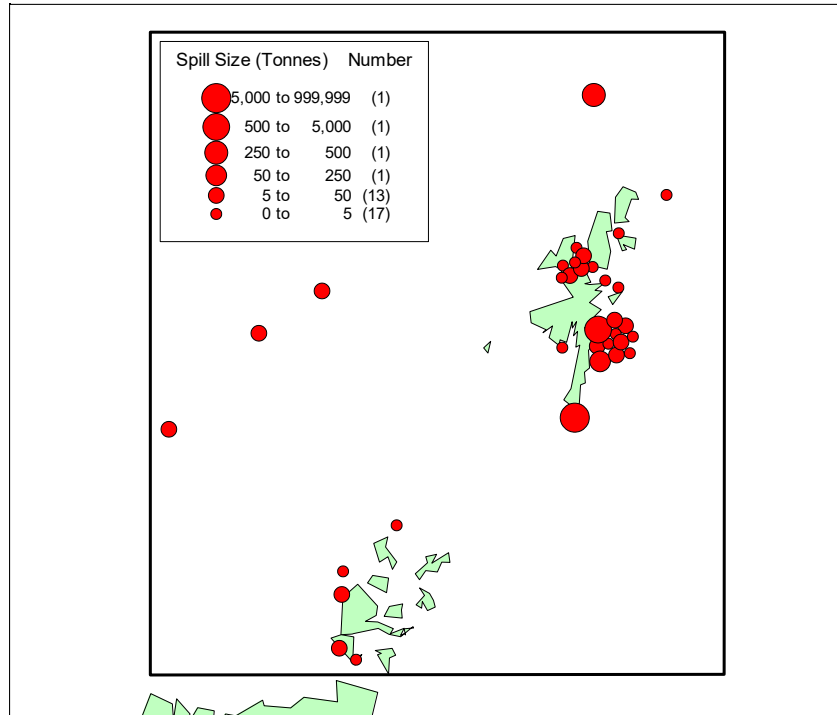 Spill Size (Tonnes) Number
5,000 to 999,999 (1)
500 to 5,000 (1)
250 to 500 (1)
50 to 250 (1)
5 to 50 (13)
0 to 5 (17)